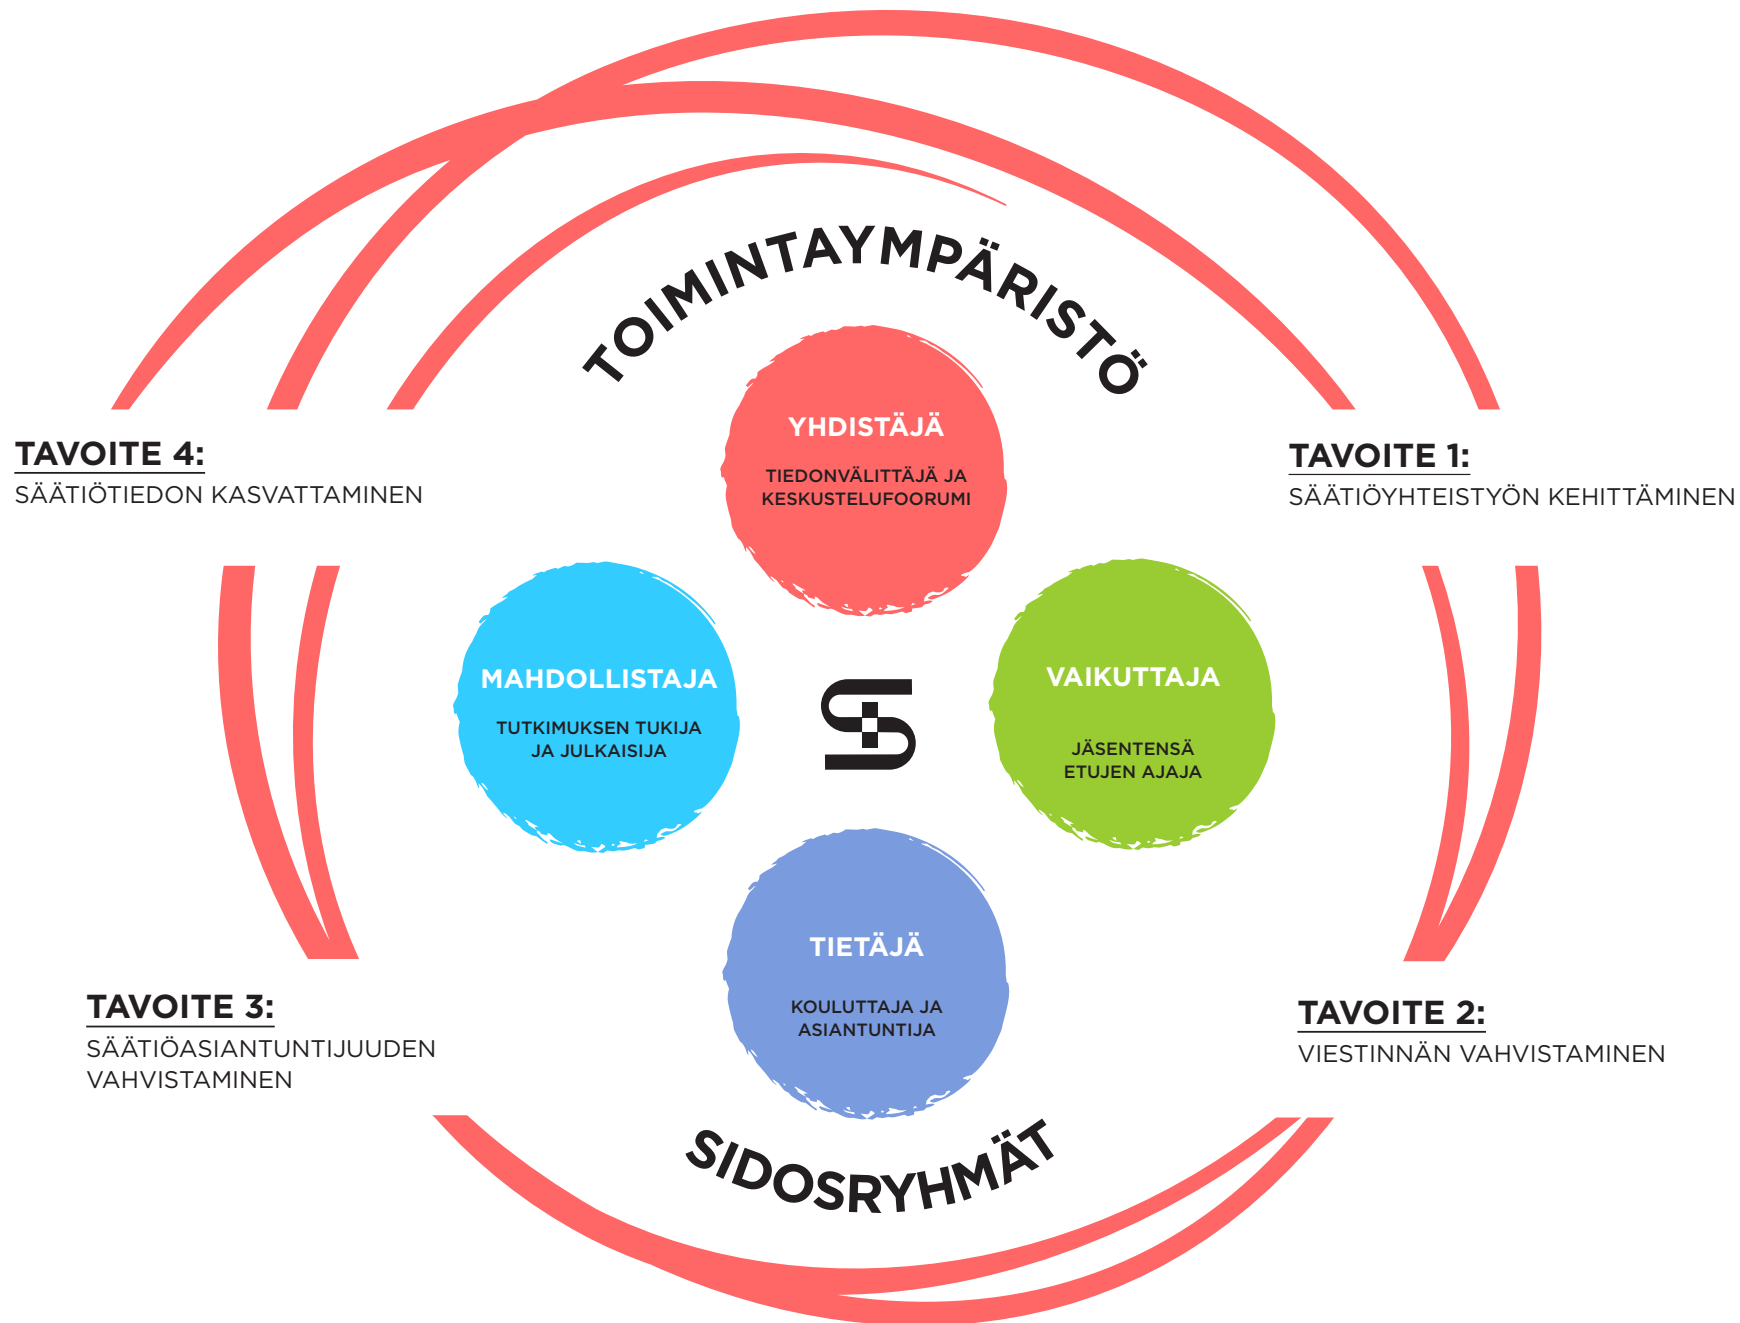 TOIMINTAYMPÄRISTÖ
YHDISTÄJÄ
TIEDONVÄLITTÄJÄ JA
KESKUSTELUFOORUMI
TAVOITE 4:
SÄÄTIÖTIEDON KASVATTAMINEN
TAVOITE 1:
SÄÄTIÖYHTEISTYÖN KEHITTÄMINEN
MAHDOLLISTAJA
TUTKIMUKSEN TUKIJA
JA JULKAISIJA
VAIKUTTAJA
JÄSENTENSÄ
ETUJEN AJAJA
TIETÄJÄ
KOULUTTAJA JA
ASIANTUNTIJA
TAVOITE 3:
SÄÄTIÖASIANTUNTIJUUDEN
VAHVISTAMINEN
TAVOITE 2:
VIESTINNÄN VAHVISTAMINEN
SIDOSRYHMÄT